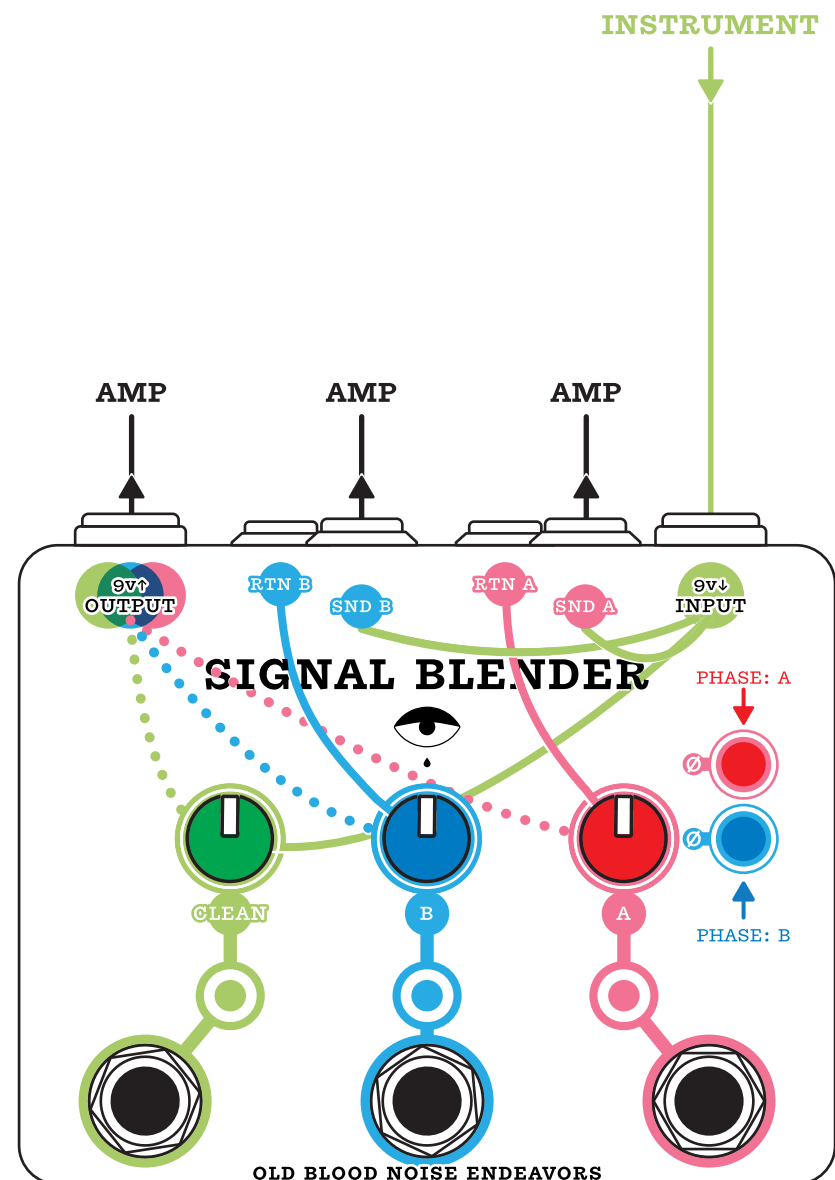 INSTRUMENT
AMP AMP AMP
9V↑
OUTPUT
RTN B
SND B
RTN A
SND A
9V↓
INPUT
SIGNAL BLENDER
PHASE: A
Ø
Ø
PHASE: B
CLEAN
B
A
OLD BLOOD NOISE ENDEAVORS